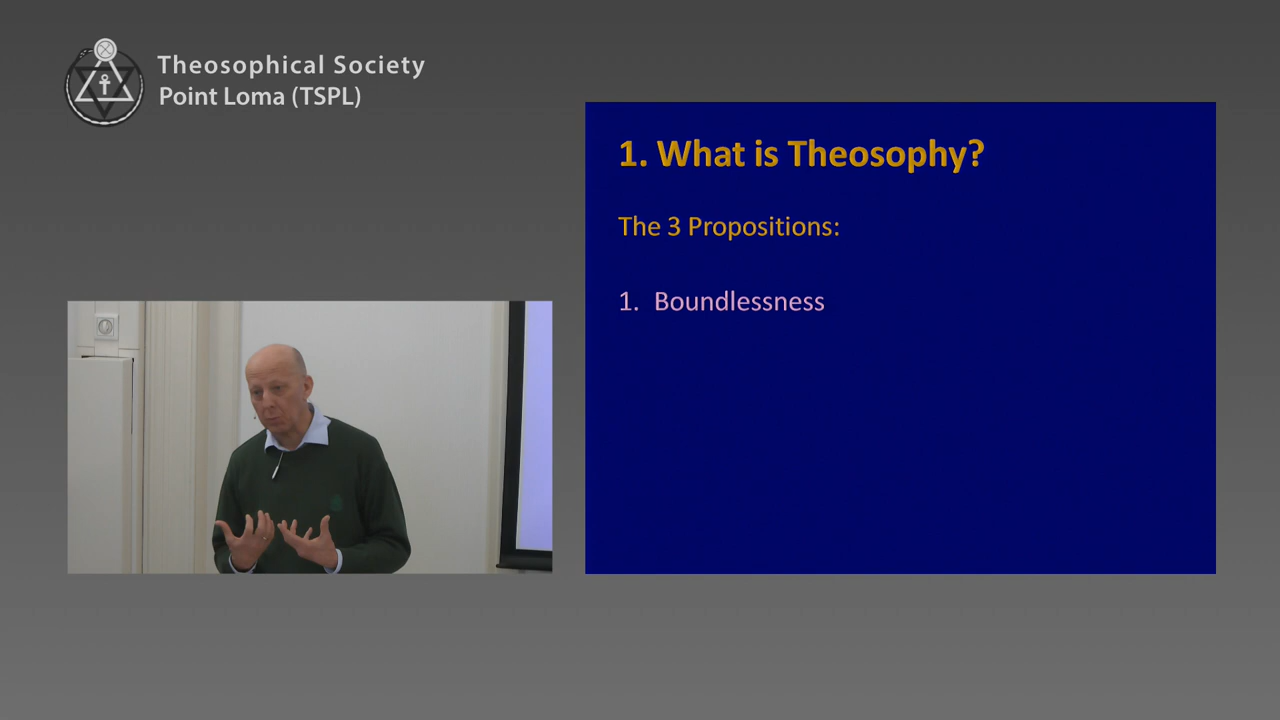 Theosophical Society
Point Loma (TSPL)
1. What is Theosophy?
The 3 Propositions:
1. Boundlessness